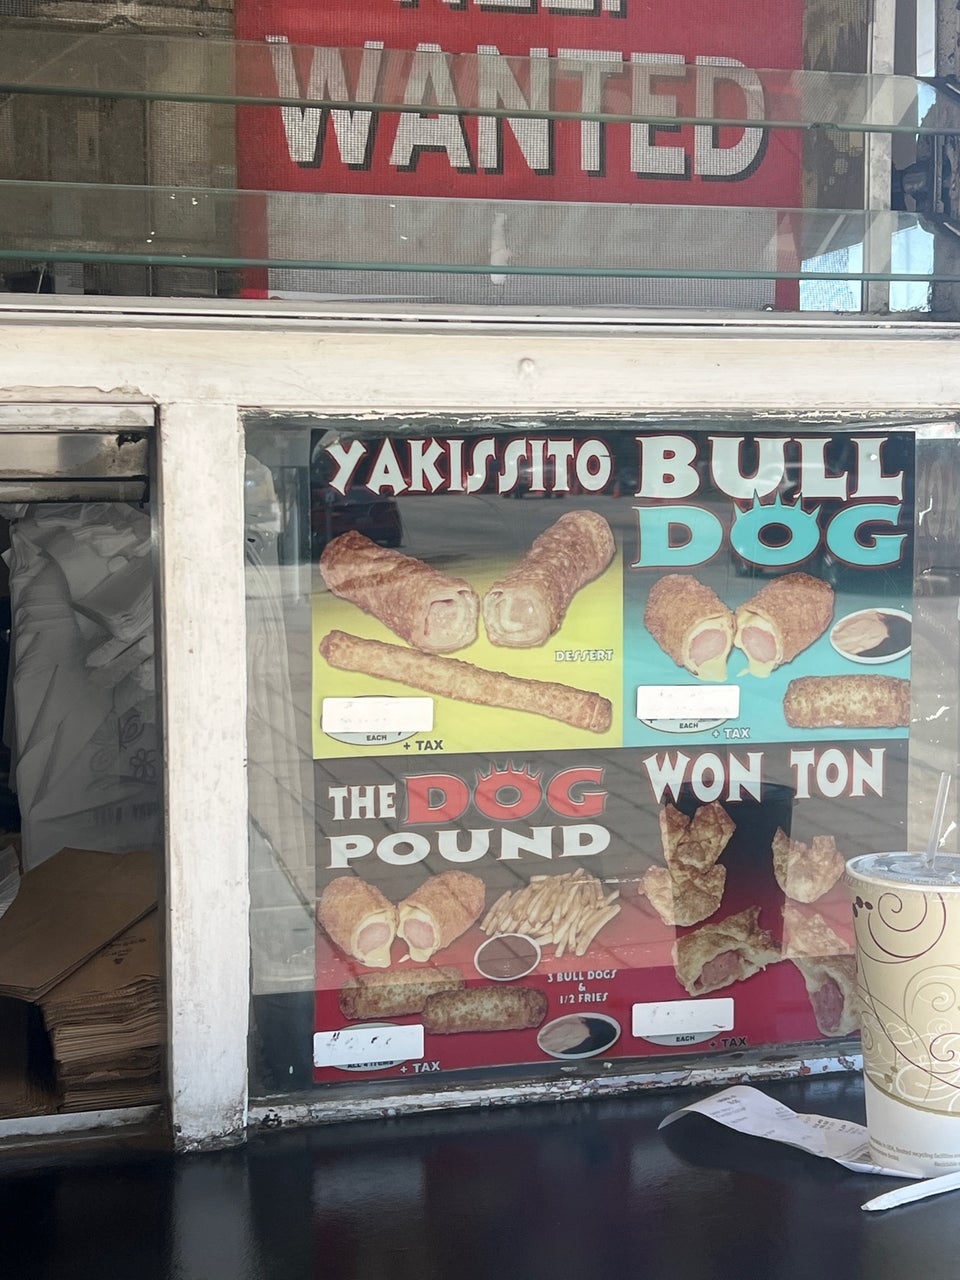 WANTED
YAKISSITO
BULL
DOG
DESSERT
EACH
+ TAX
EACH
+ TAX
THE DOG
POUND
WON TON
3 BULL DOGS
&
1/2 FRIES
ALL 4 ITEMS
+ TAX
EACH
+ TAX